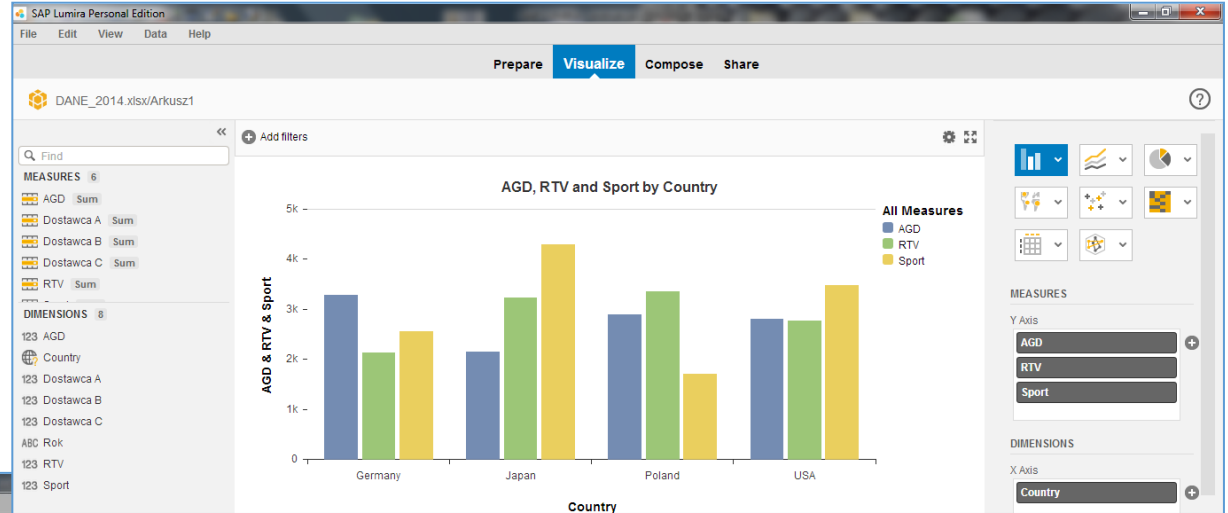 SAP Lumira Personal Edition
File Edit View Data Help
Prepare Visualize Compose Share
DANE_2014.xlsx/Arkusz1
?
«
Find
MEASURES 6
AGD Sum
Dostawca A Sum
Dostawca B Sum
Dostawca C Sum
RTV Sum
DIMENSIONS 8
123 AGD
Country
123 Dostawca A
123 Dostawca B
123 Dostawca C
ABC Rok
123 RTV
123 Sport
Add filters
AGD, RTV and Sport by Country
AGD & RTV & Sport
5k
4k
3k
2k
1k
0
Germany Japan Poland USA
Country
All Measures
AGD
RTV
Sport
MEASURES
Y Axis
AGD
RTV
Sport
DIMENSIONS
X Axis
Country